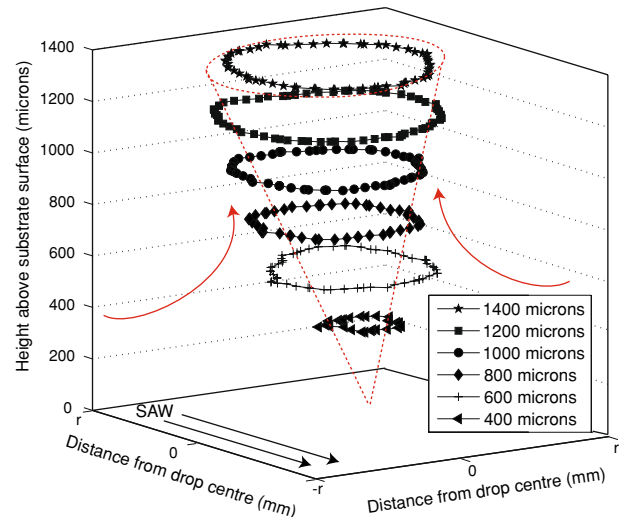 1400
1200
1000
800
600
400
200
0
Height above substrate surface (microns)
r
0
-r
Distance from drop centre (mm)
SAW
0
r
Distance from drop centre (mm)
1400 microns
1200 microns
1000 microns
800 microns
600 microns
400 microns